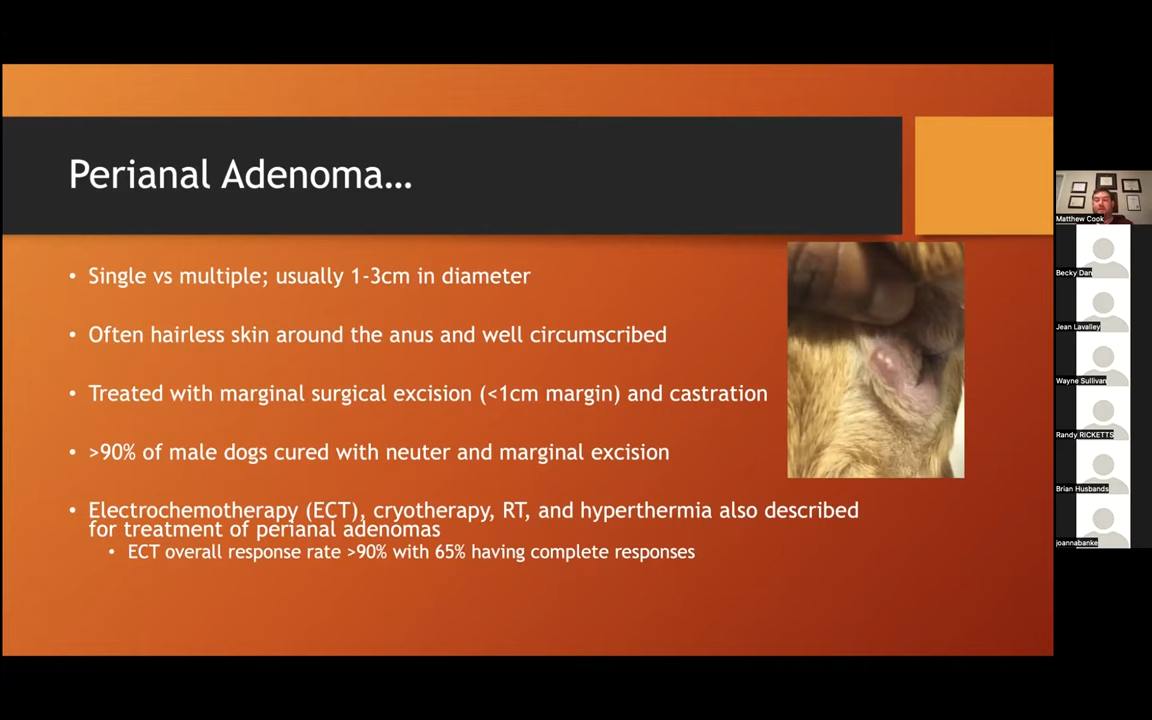 Perianal Adenoma...
• Single vs multiple; usually 1-3cm in diameter
• Often hairless skin around the anus and well circumscribed
• Treated with marginal surgical excision (<1cm margin) and castration
• >90% of male dogs cured with neuter and marginal excision
• Electrochemotherapy (ECT), cryotherapy, RT, and hyperthermia also described
for treatment of perianal adenomas
• ECT overall response rate >90% with 65% having complete responses
Matthew Cook
Becky Dan
Jean Lavalley
Wayne Sullivan
Randy RICKETTS
Brian Husbands
joannabanke